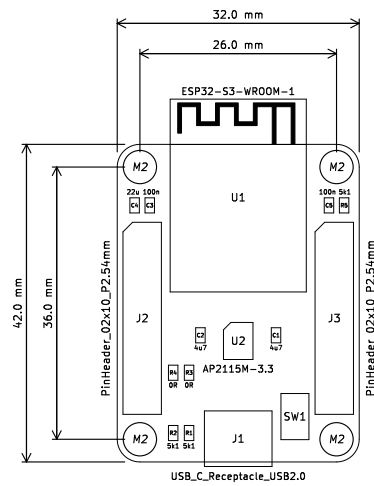 32.0 mm
26.0 mm
ESP32-S3-WROOM-1
M2
M2
22u 100n
100n 5k1
C4 C3
C5 R5
U1
42.0 mm
36.0 mm
PinHeader_02x10_P2.54mm
J2
J3
PinHeader_02x10_P2.54mm
C2
4u7
U2
C1
4u7
AP2115M-3.3
R4 R3
0R 0R
SW1
R2 R1
5k1 5k1
J1
M2
M2
USB_C_Receptacle_USB2.0